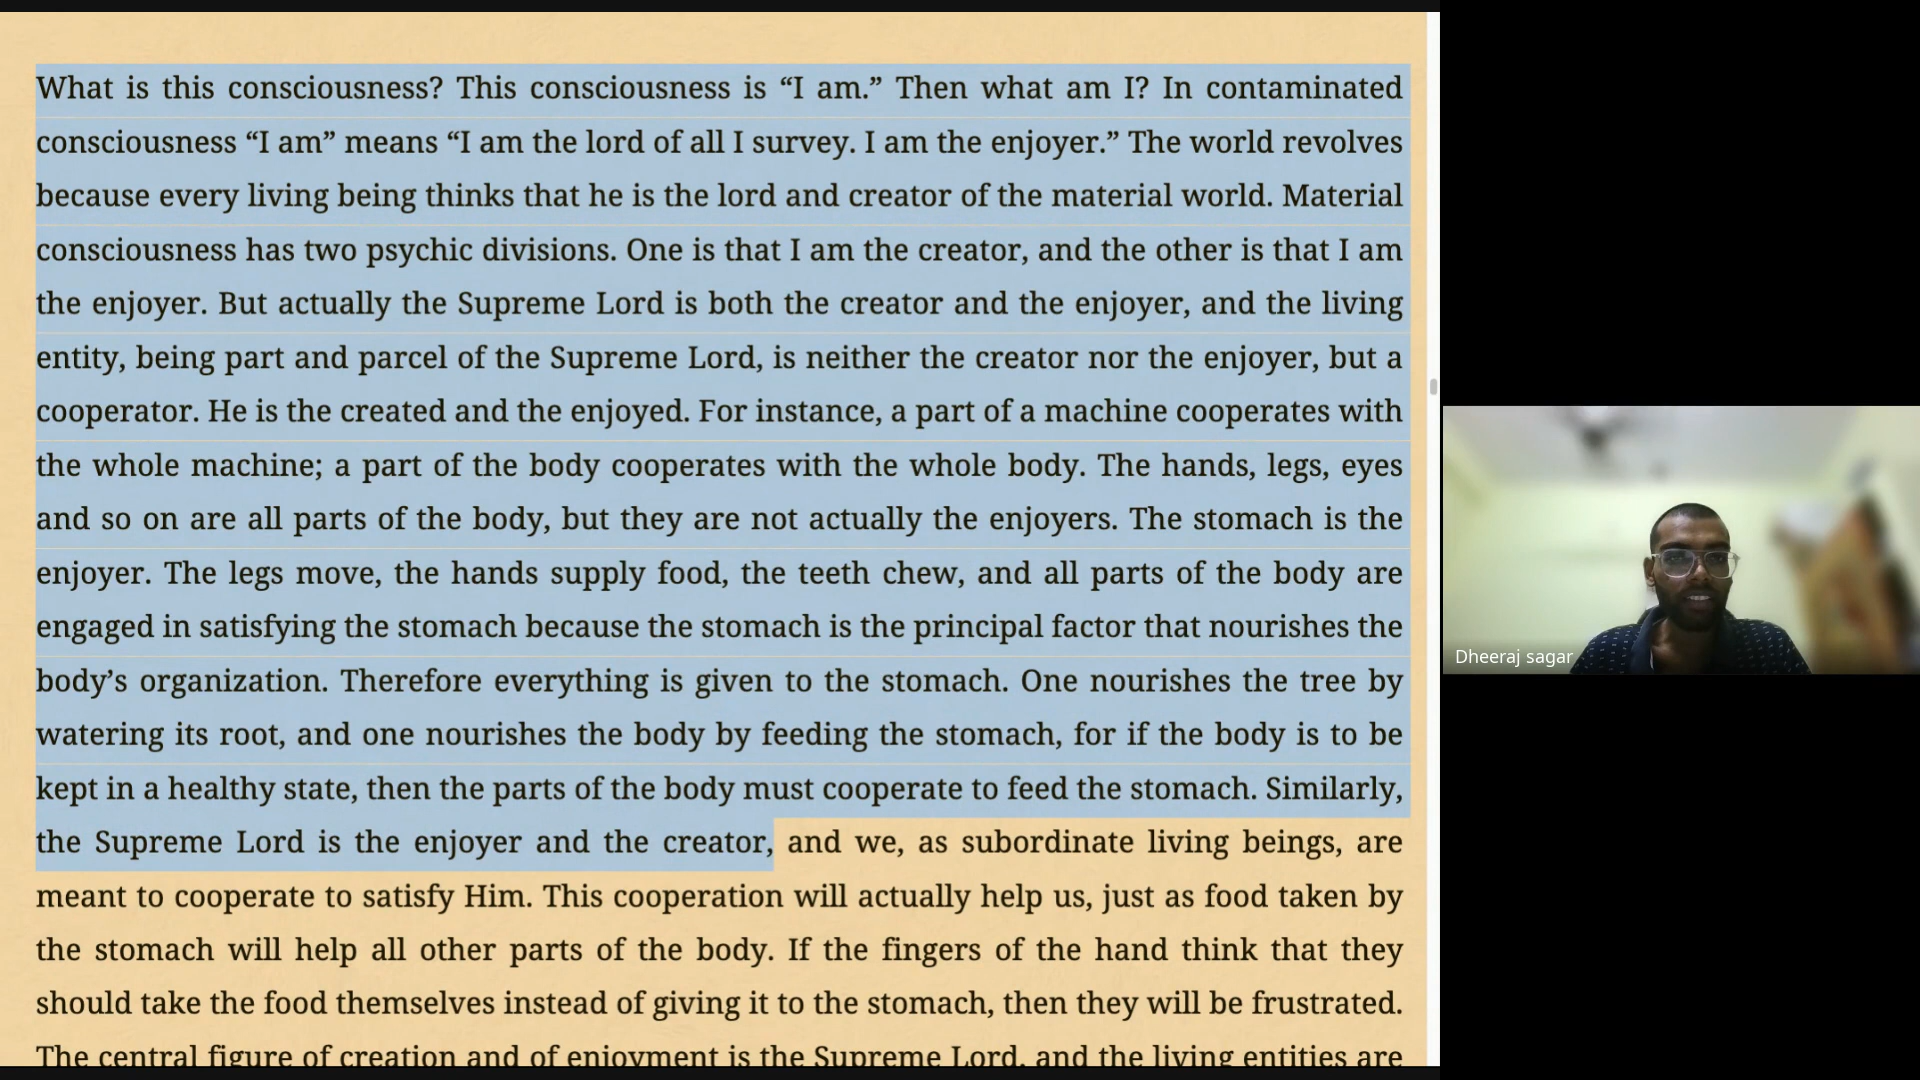 What is this consciousness? This consciousness is “I am.” Then what am I? In contaminated
consciousness “I am” means “I am the lord of all I survey. I am the enjoyer.” The world revolves
because every living being thinks that he is the lord and creator of the material world. Material
consciousness has two psychic divisions. One is that I am the creator, and the other is that I am
the enjoyer. But actually the Supreme Lord is both the creator and the enjoyer, and the living
entity, being part and parcel of the Supreme Lord, is neither the creator nor the enjoyer, but a
cooperator. He is the created and the enjoyed. For instance, a part of a machine cooperates with
the whole machine; a part of the body cooperates with the whole body. The hands, legs, eyes
and so on are all parts of the body, but they are not actually the enjoyers. The stomach is the
enjoyer. The legs move, the hands supply food, the teeth chew, and all parts of the body are
engaged in satisfying the stomach because the stomach is the principal factor that nourishes the
body’s organization. Therefore everything is given to the stomach. One nourishes the tree by
watering its root, and one nourishes the body by feeding the stomach, for if the body is to be
kept in a healthy state, then the parts of the body must cooperate to feed the stomach. Similarly,
the Supreme Lord is the enjoyer and the creator, and we, as subordinate living beings, are
meant to cooperate to satisfy Him. This cooperation will actually help us, just as food taken by
the stomach will help all other parts of the body. If the fingers of the hand think that they
should take the food themselves instead of giving it to the stomach, then they will be frustrated.
The central figure of creation and of enjoyment is the Supreme Lord, and the living entities are
Dheeraj sagar